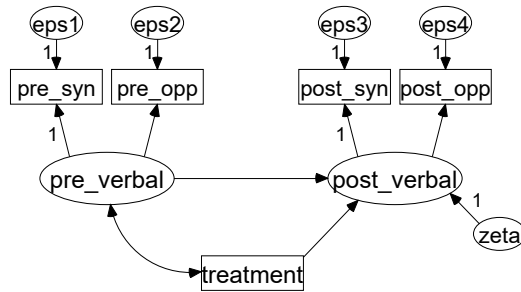 eps1 eps2 eps3 eps4
1 1 1 1
pre_syn pre_opp post_syn post_opp
1 1
pre_verbal post_verbal
1
zeta
treatment